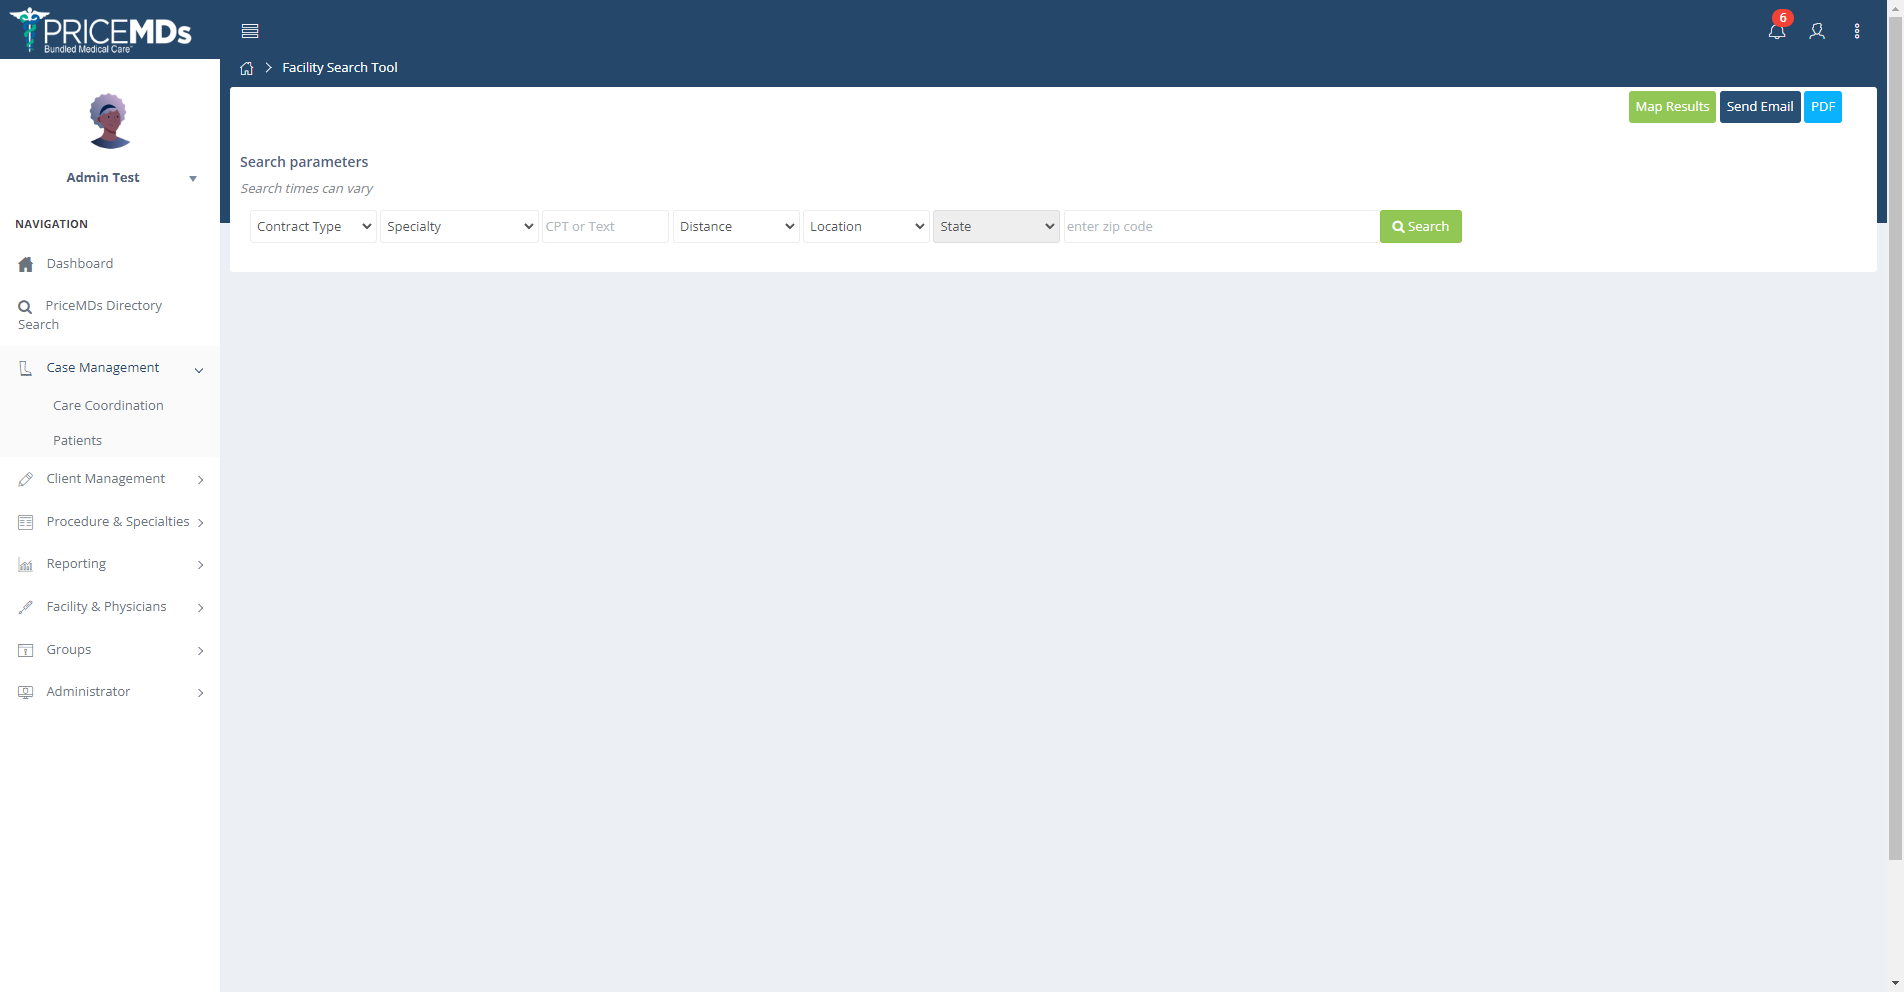 PRICEMDs
Bundled Medical Care™
6
Facility Search Tool
Map Results
Send Email
PDF
Admin Test
Search parameters
Search times can vary
Contract Type
Specialty
CPT or Text
Distance
Location
State
enter zip code
Search
NAVIGATION
Dashboard
PriceMDs Directory
Search
Case Management
Care Coordination
Patients
Client Management
Procedure & Specialties
Reporting
Facility & Physicians
Groups
Administrator